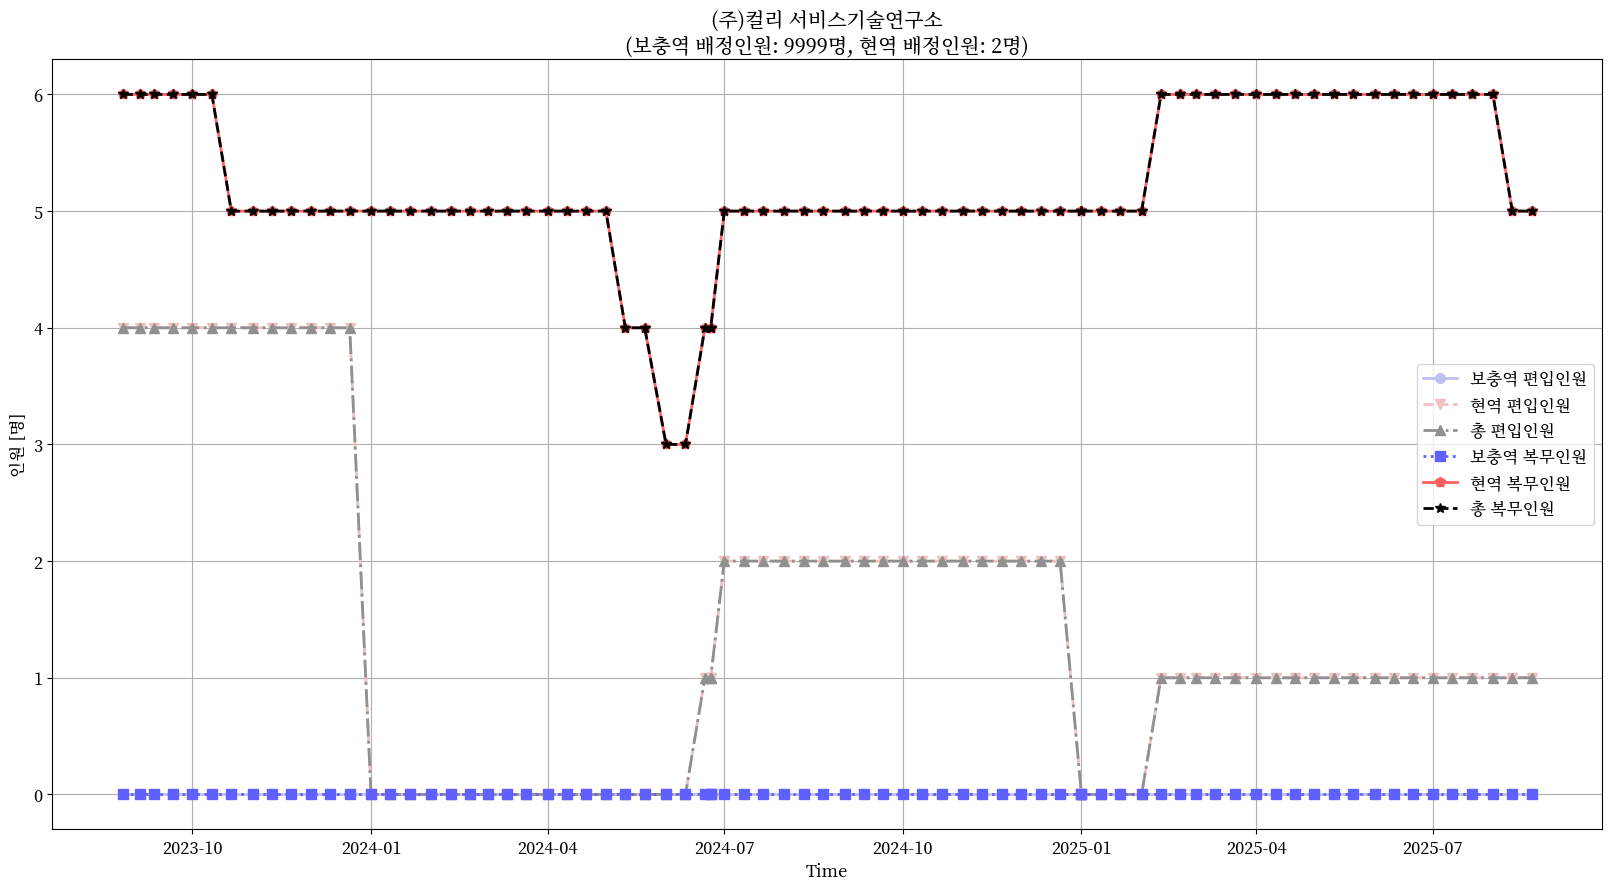 (주)컬리 서비스기술연구소
(보충역 배정인원: 9999명, 현역 배정인원: 2명)
인원 [명]
6
5
4
3
2
1
0
보충역 편입인원
현역 편입인원
총 편입인원
보충역 복무인원
현역 복무인원
총 복무인원
2023-10
2024-01
2024-04
2024-07
2024-10
2025-01
2025-04
2025-07
Time